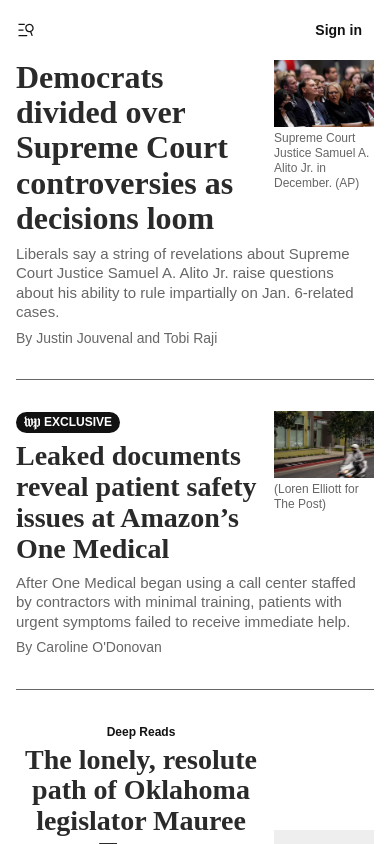 Sign in
Democrats
divided over
Supreme Court
controversies as
decisions loom
Supreme Court
Justice Samuel A.
Alito Jr. in
December. (AP)
Liberals say a string of revelations about Supreme
Court Justice Samuel A. Alito Jr. raise questions
about his ability to rule impartially on Jan. 6-related
cases.
By Justin Jouvenal and Tobi Raji
wp EXCLUSIVE
Leaked documents
reveal patient safety
issues at Amazon’s
One Medical
(Loren Elliott for
The Post)
After One Medical began using a call center staffed
by contractors with minimal training, patients with
urgent symptoms failed to receive immediate help.
By Caroline O'Donovan
Deep Reads
The lonely, resolute
path of Oklahoma
legislator Mauree